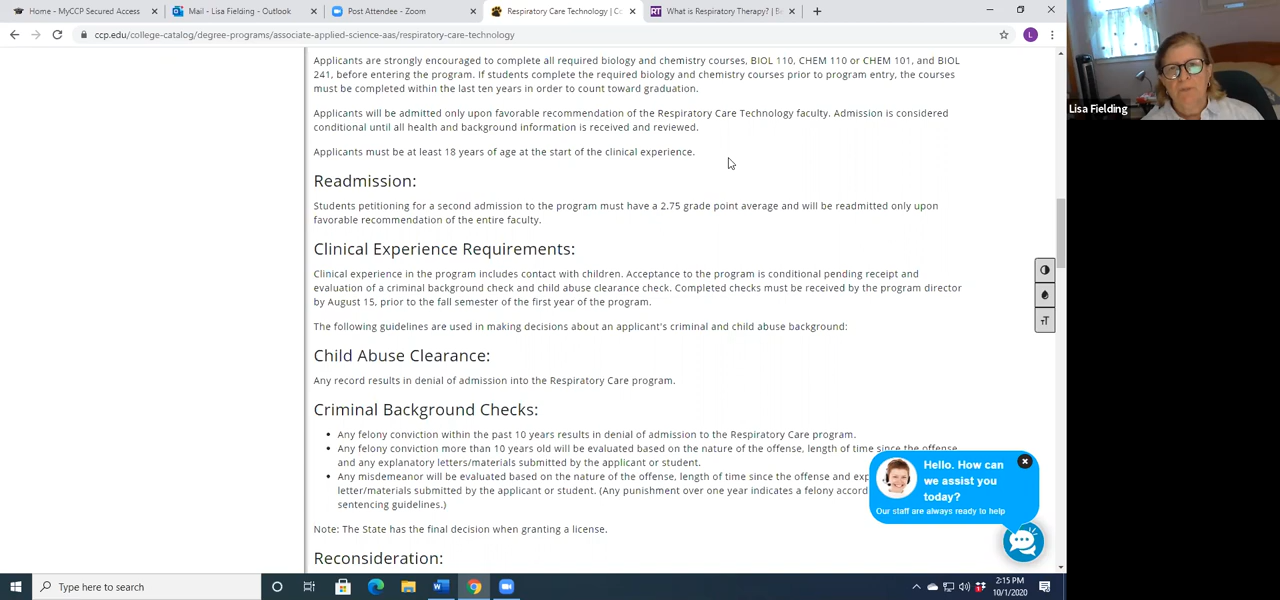 Home - MyCCP Secured Access
Mail - Lisa Fielding - Outlook
Post Attendee - Zoom
Respiratory Care Technology | Co
What is Respiratory Therapy? | Be
ccp.edu/college-catalog/degree-programs/associate-applied-science-aas/respiratory-care-technology
L
Applicants are strongly encouraged to complete all required biology and chemistry courses, BIOL 110, CHEM 110 or CHEM 101, and BIOL
241, before entering the program. If students complete the required biology and chemistry courses prior to program entry, the courses
must be completed within the last ten years in order to count toward graduation.
Applicants will be admitted only upon favorable recommendation of the Respiratory Care Technology faculty. Admission is considered
conditional until all health and background information is received and reviewed.
Applicants must be at least 18 years of age at the start of the clinical experience.
Readmission:
Students petitioning for a second admission to the program must have a 2.75 grade point average and will be readmitted only upon
favorable recommendation of the entire faculty.
Clinical Experience Requirements:
Clinical experience in the program includes contact with children. Acceptance to the program is conditional pending receipt and
evaluation of a criminal background check and child abuse clearance check. Completed checks must be received by the program director
by August 15, prior to the fall semester of the first year of the program.
The following guidelines are used in making decisions about an applicant's criminal and child abuse background:
Child Abuse Clearance:
Any record results in denial of admission into the Respiratory Care program.
Criminal Background Checks:
Any felony conviction within the past 10 years results in denial of admission to the Respiratory Care program.
Any felony conviction more than 10 years old will be evaluated based on the nature of the offense, length of time since the offense
and any explanatory letters/materials submitted by the applicant or student.
Any misdemeanor will be evaluated based on the nature of the offense, length of time since the offense and exp
letter/materials submitted by the applicant or student. (Any punishment over one year indicates a felony accord
sentencing guidelines.)
Note: The State has the final decision when granting a license.
Reconsideration:
Hello. How can
we assist you
today?
Our staff are always ready to help
Lisa Fielding
Type here to search
2:15 PM
10/1/2020